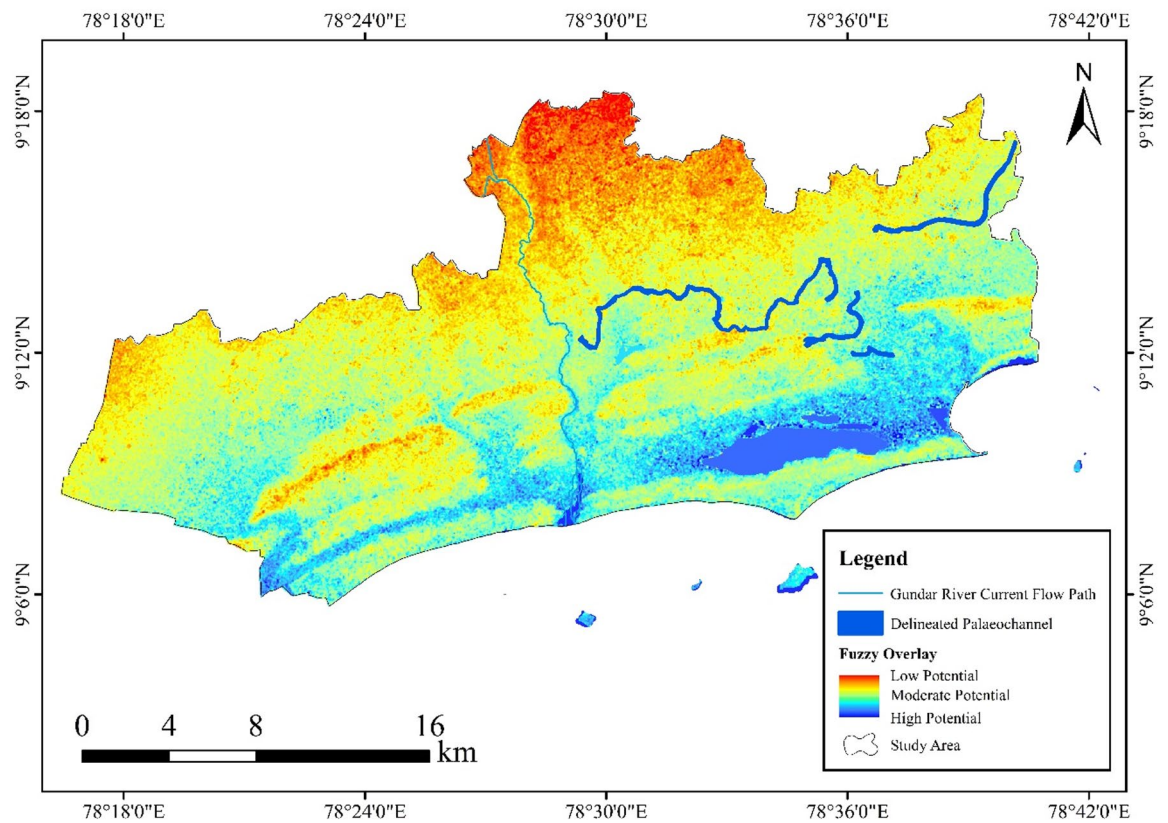 78°18'0"E 78°24'0"E 78°30'0"E 78°36'0"E 78°42'0"E
N
9°18'0"N 9°18'0"N
9°12'0"N 9°12'0"N
9°6'0"N 9°6'0"N
Legend
Gundar River Current Flow Path
Delineated Palaeochannel
Fuzzy Overlay
Low Potential
Moderate Potential
High Potential
Study Area
0 4 8 16
km
78°18'0"E 78°24'0"E 78°30'0"E 78°36'0"E 78°42'0"E